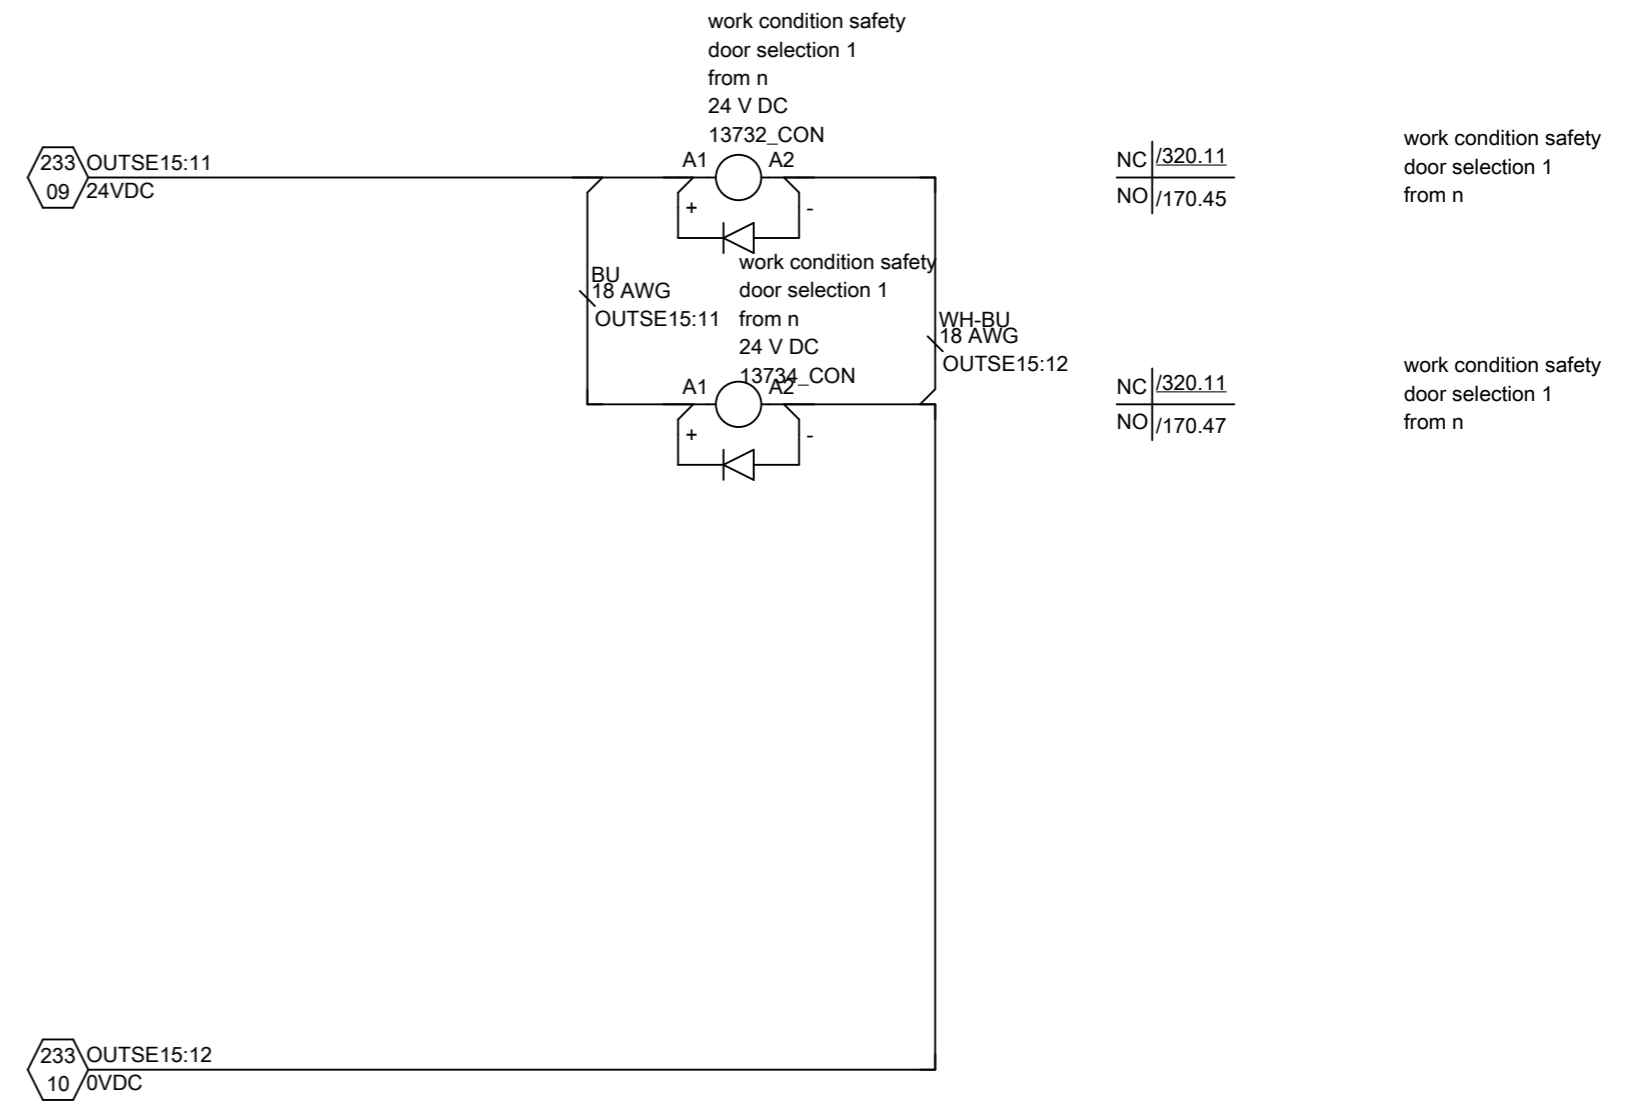 work condition safety
door selection 1
from n
24 V DC
13732_CON
233
09
OUTSE15:11
24VDC
A1
A2
+
-
NC
/320.11
NO
/170.45
work condition safety
door selection 1
from n
BU
18 AWG
OUTSE15:11
work condition safety
door selection 1
from n
24 V DC
13734_CON
WH-BU
18 AWG
OUTSE15:12
A1
A2
+
-
NC
/320.11
NO
/170.47
work condition safety
door selection 1
from n
233
10
OUTSE15:12
0VDC